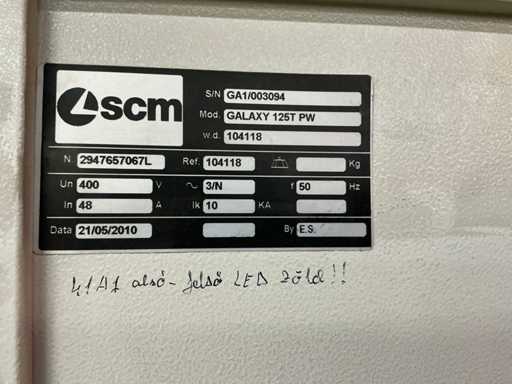 scm
S/N GA1/003094
Mod. GALAXY 125T PW
w.d. 104118
N. 2947657067L Ref. 104118 Kg
Un 400 V ~ 3/N f 50 Hz
In 48 A Ik 10 KA
Data 21/05/2010 By E.S.
41A1 alsó - felső LED zöld!!